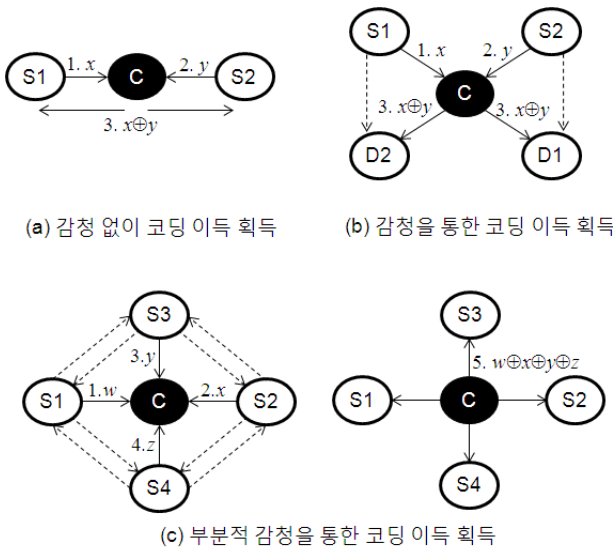 S1 1. x C 2. y S2
3. x⊕y
(a) 감청 없이 코딩 이득 획득
S1 S2
1. x 2. y
C
3. x⊕y 3. x⊕y
D2 D1
(b) 감청을 통한 코딩 이득 획득
S3
3.y
S1 1.w C 2.x S2
4.z
S4
S3
5. w⊕x⊕y⊕z
S1 C S2
S4
(c) 부분적 감청을 통한 코딩 이득 획득